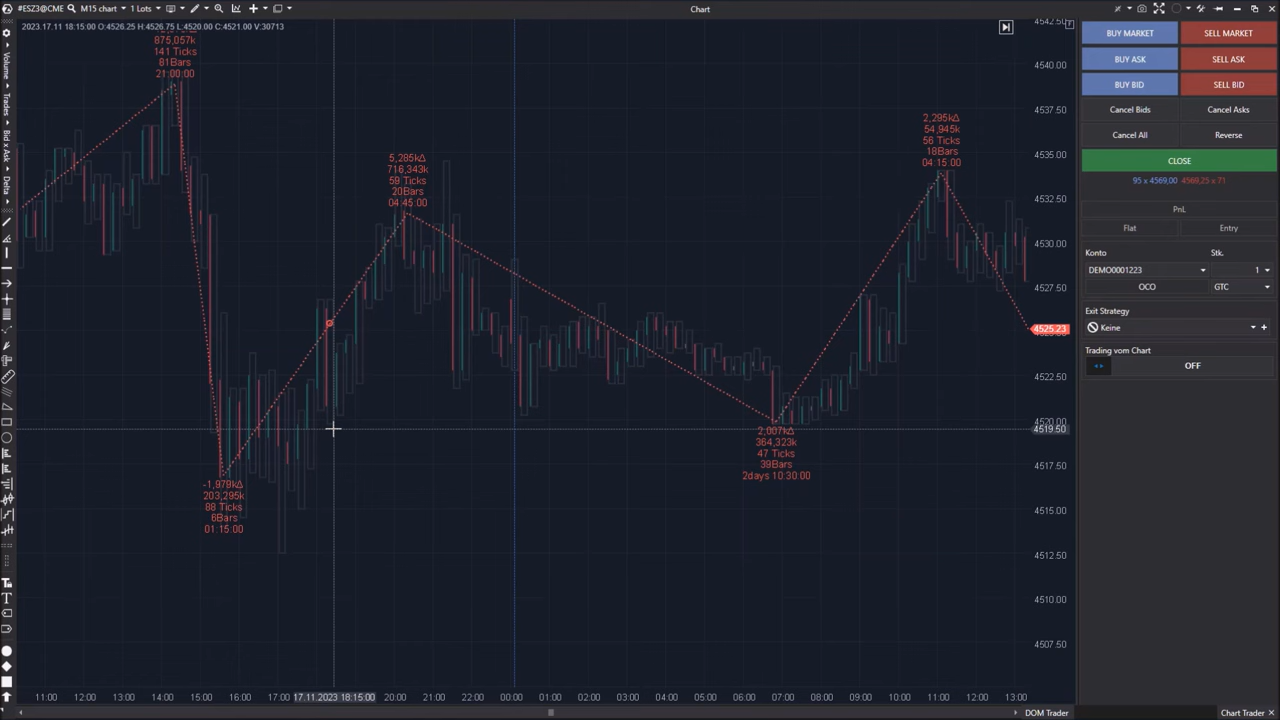 #ESZ3@CME
M15 chart
1 Lots
Chart
2023.17.11 18:15:00 O:4526.25 H:4526.75 L:4520.00 C:4521.00 V:30713
Volume
Trades
Bid x Ask
Delta
875,057k
141 Ticks
81Bars
21:00:00
5,285kΔ
716,343k
59 Ticks
20Bars
04:45:00
2,295kΔ
54,945k
56 Ticks
18Bars
04:15:00
-1,979kΔ
203,295k
88 Ticks
6Bars
01:15:00
2,007kΔ
364,323k
47 Ticks
39Bars
2days 10:30:00
T
4542.50
4540.00
4537.50
4535.00
4532.50
4530.00
4527.50
4525.23
4522.50
4520.00
4519.50
4517.50
4515.00
4512.50
4510.00
4507.50
11:00 12:00 13:00 14:00 15:00 16:00 17.11.2023 18:15:00 20:00 21:00 22:00 00:00 01:00 02:00 03:00 04:00 05:00 06:00 07:00 08:00 09:00 10:00 11:00 13:00
BUY MARKET
SELL MARKET
BUY ASK
SELL ASK
BUY BID
SELL BID
Cancel Bids
Cancel Asks
Cancel All
Reverse
CLOSE
95 x 4569,00 4569,25 x 71
PnL
Flat
Entry
Konto
Stk.
DEMO0001223
1
OCO
GTC
Exit Strategy
Keine
Trading vom Chart
OFF
DOM Trader
Chart Trader